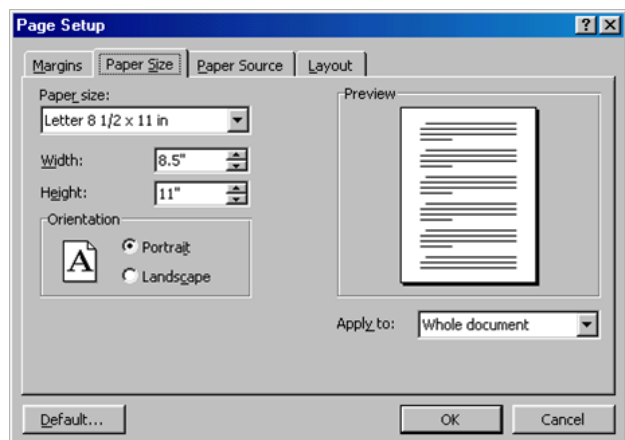 Page Setup
Margins Paper Size Paper Source Layout
Paper size:
Letter 8 1/2 x 11 in
Width: 8.5"
Height: 11"
Orientation
A
Portrait
Landscape
Preview
Apply to: Whole document
Default... OK Cancel